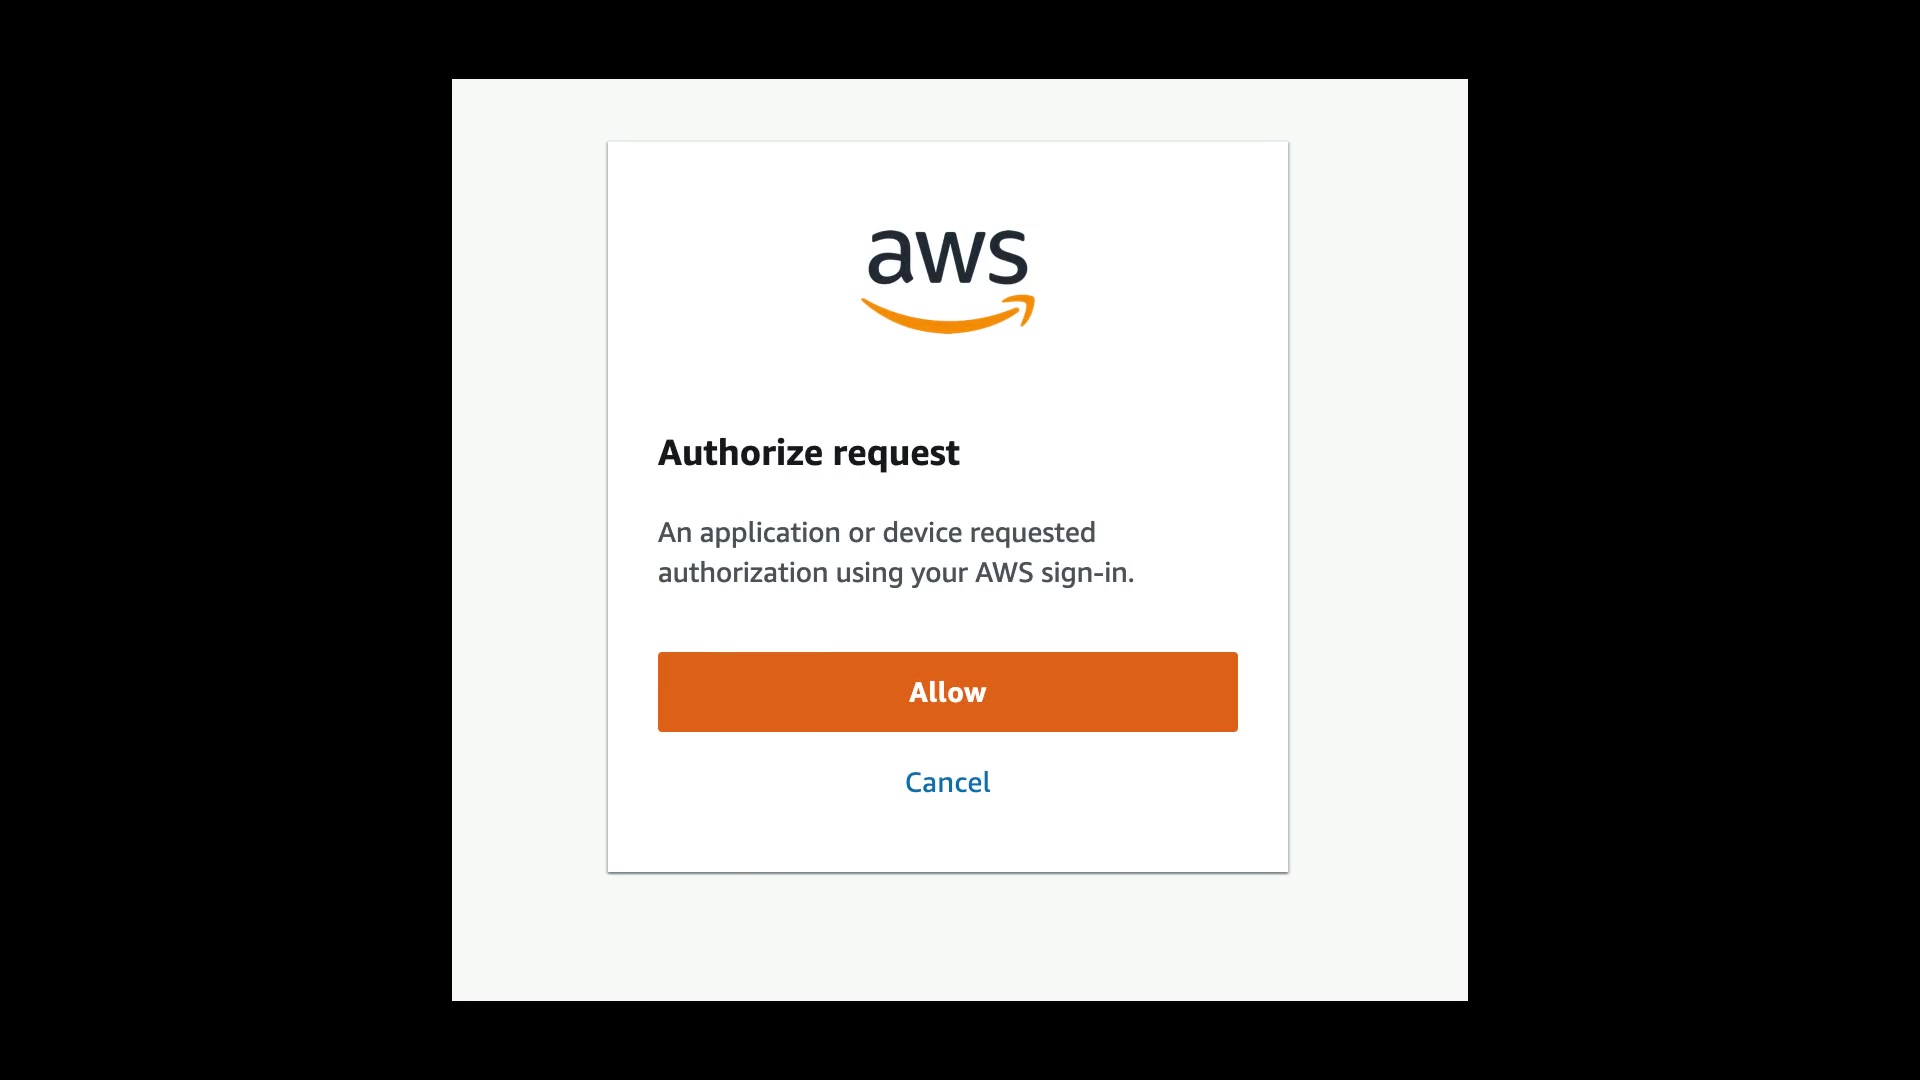 aws
Authorize request
An application or device requested
authorization using your AWS sign-in.
Allow
Cancel